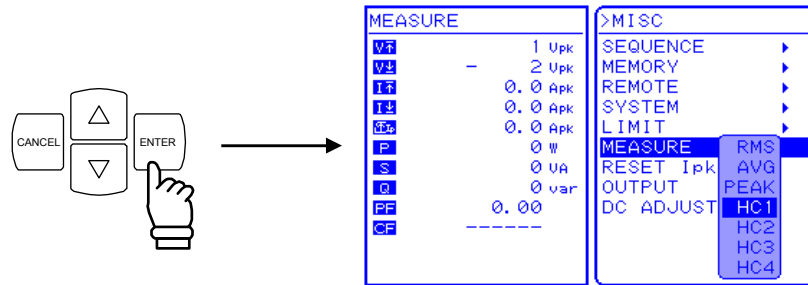 CANCEL
ENTER
MEASURE
V↑ 1 Vpk
V↓ - 2 Vpk
I↑ 0.0 Apk
I↓ 0.0 Apk
0.0 Apk
P 0 W
S 0 VA
Q 0 var
PF 0.00
CF ------
>MISC
SEQUENCE
MEMORY
REMOTE
SYSTEM
LIMIT
MEASURE RMS
RESET Ipk AVG
OUTPUT PEAK
DC ADJUST HC1
HC2
HC3
HC4